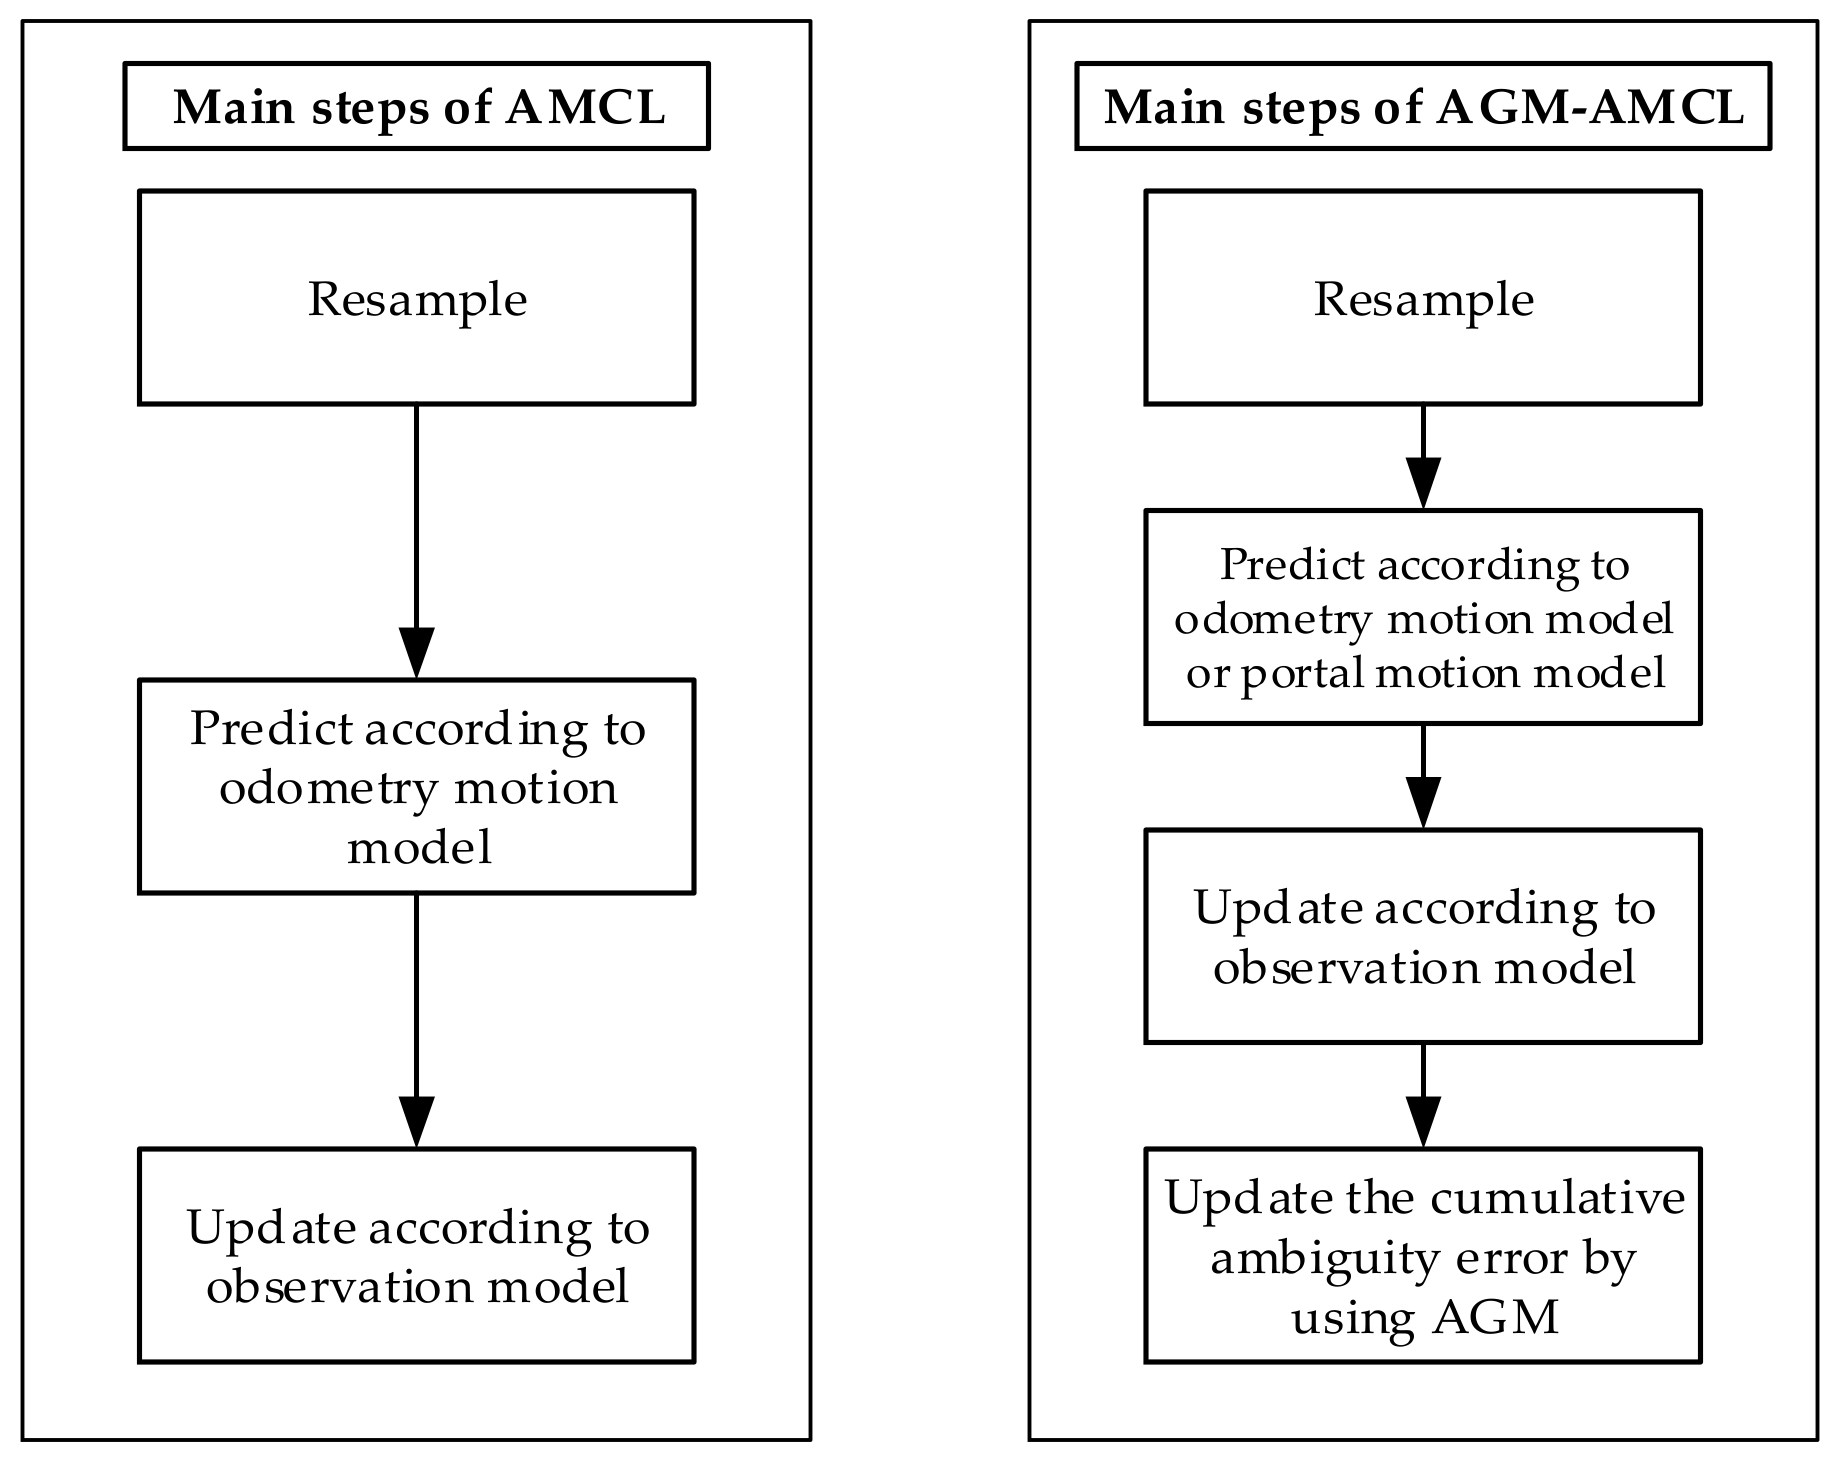 Main steps of AMCL
Resample
Predict according to
odometry motion
model
Update according to
observation model
Main steps of AGM-AMCL
Resample
Predict according to
odometry motion model
or portal motion model
Update according to
observation model
Update the cumulative
ambiguity error by
using AGM